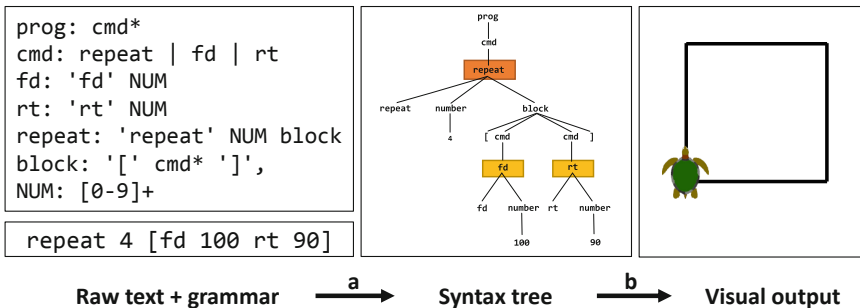 prog: cmd*
cmd: repeat | fd | rt
fd: 'fd' NUM
rt: 'rt' NUM
repeat: 'repeat' NUM block
block: '[' cmd* ']',
NUM: [0-9]+
repeat 4 [fd 100 rt 90]
prog
cmd
repeat
repeat number block
4 [ cmd cmd ]
fd rt
fd number rt number
100 90
a b
Raw text + grammar Syntax tree Visual output